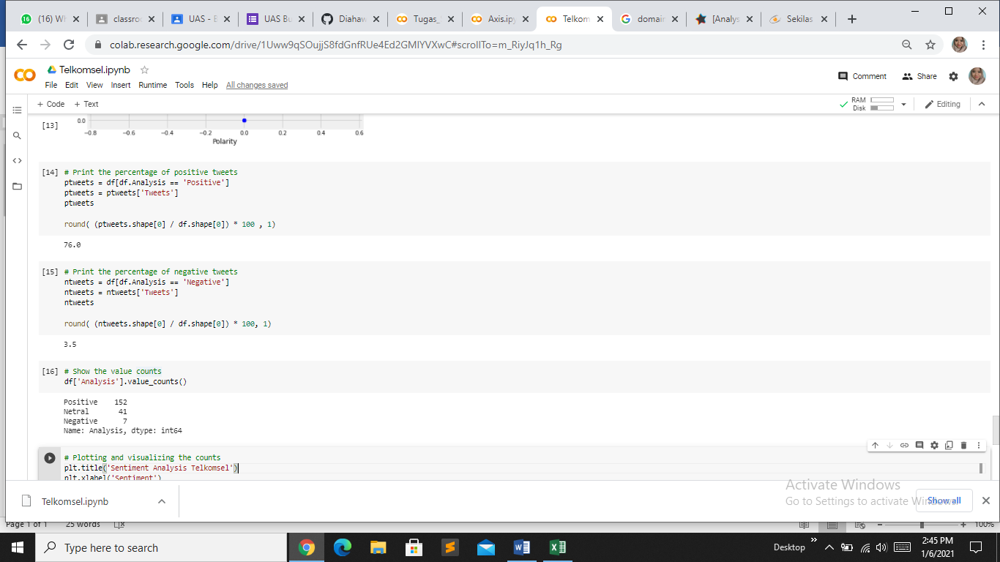 (16) Wh
classroo
UAS - B
UAS Bu
Diahaw
Tugas_
Axis.ipy
Telkom
domain
[Analys
Sekilas
colab.research.google.com/drive/1Uww9qSOujjS8fdGnfRUe4Ed2GMIYVXwC#scrollTo=m_RiyJq1h_Rg
Telkomsel.ipynb
Comment Share
File Edit View Insert Runtime Tools Help All changes saved
+ Code + Text
RAM
Disk
Editing
[13]
0.0
−0.8 −0.6 −0.4 −0.2 0.0 0.2 0.4 0.6
Polarity
[14] # Print the percentage of positive tweets
ptweets = df[df.Analysis == 'Positive']
ptweets = ptweets['Tweets']
ptweets
round( (ptweets.shape[0] / df.shape[0]) * 100 , 1)
76.0
[15] # Print the percentage of negative tweets
ntweets = df[df.Analysis == 'Negative']
ntweets = ntweets['Tweets']
ntweets
round( (ntweets.shape[0] / df.shape[0]) * 100, 1)
3.5
[16] # Show the value counts
df['Analysis'].value_counts()
Positive 152
Netral 41
Negative 7
Name: Analysis, dtype: int64
# Plotting and visualizing the counts
plt.title('Sentiment Analysis Telkomsel')
plt.xlabel('Sentiment')
Activate Windows
Go to Settings to activate Windows.
Telkomsel.ipynb
Show all
Page 1 of 1 25 words
100%
Type here to search
Desktop
2:45 PM
1/6/2021